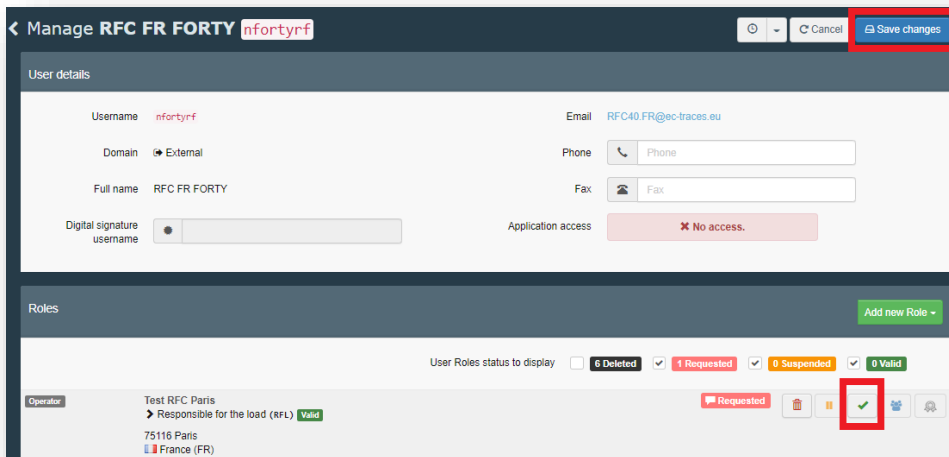 Manage RFC FR FORTY nfortyrf
Cancel
Save changes
User details
Username nfortyrf
Email RFC40.FR@ec-traces.eu
Domain External
Phone Phone
Full name RFC FR FORTY
Fax Fax
Digital signature
username
Application access No access.
Roles
Add new Role
User Roles status to display 6 Deleted 1 Requested 0 Suspended 0 Valid
Operator Test RFC Paris Requested
Responsible for the load (RFL) Valid
75116 Paris
France (FR)